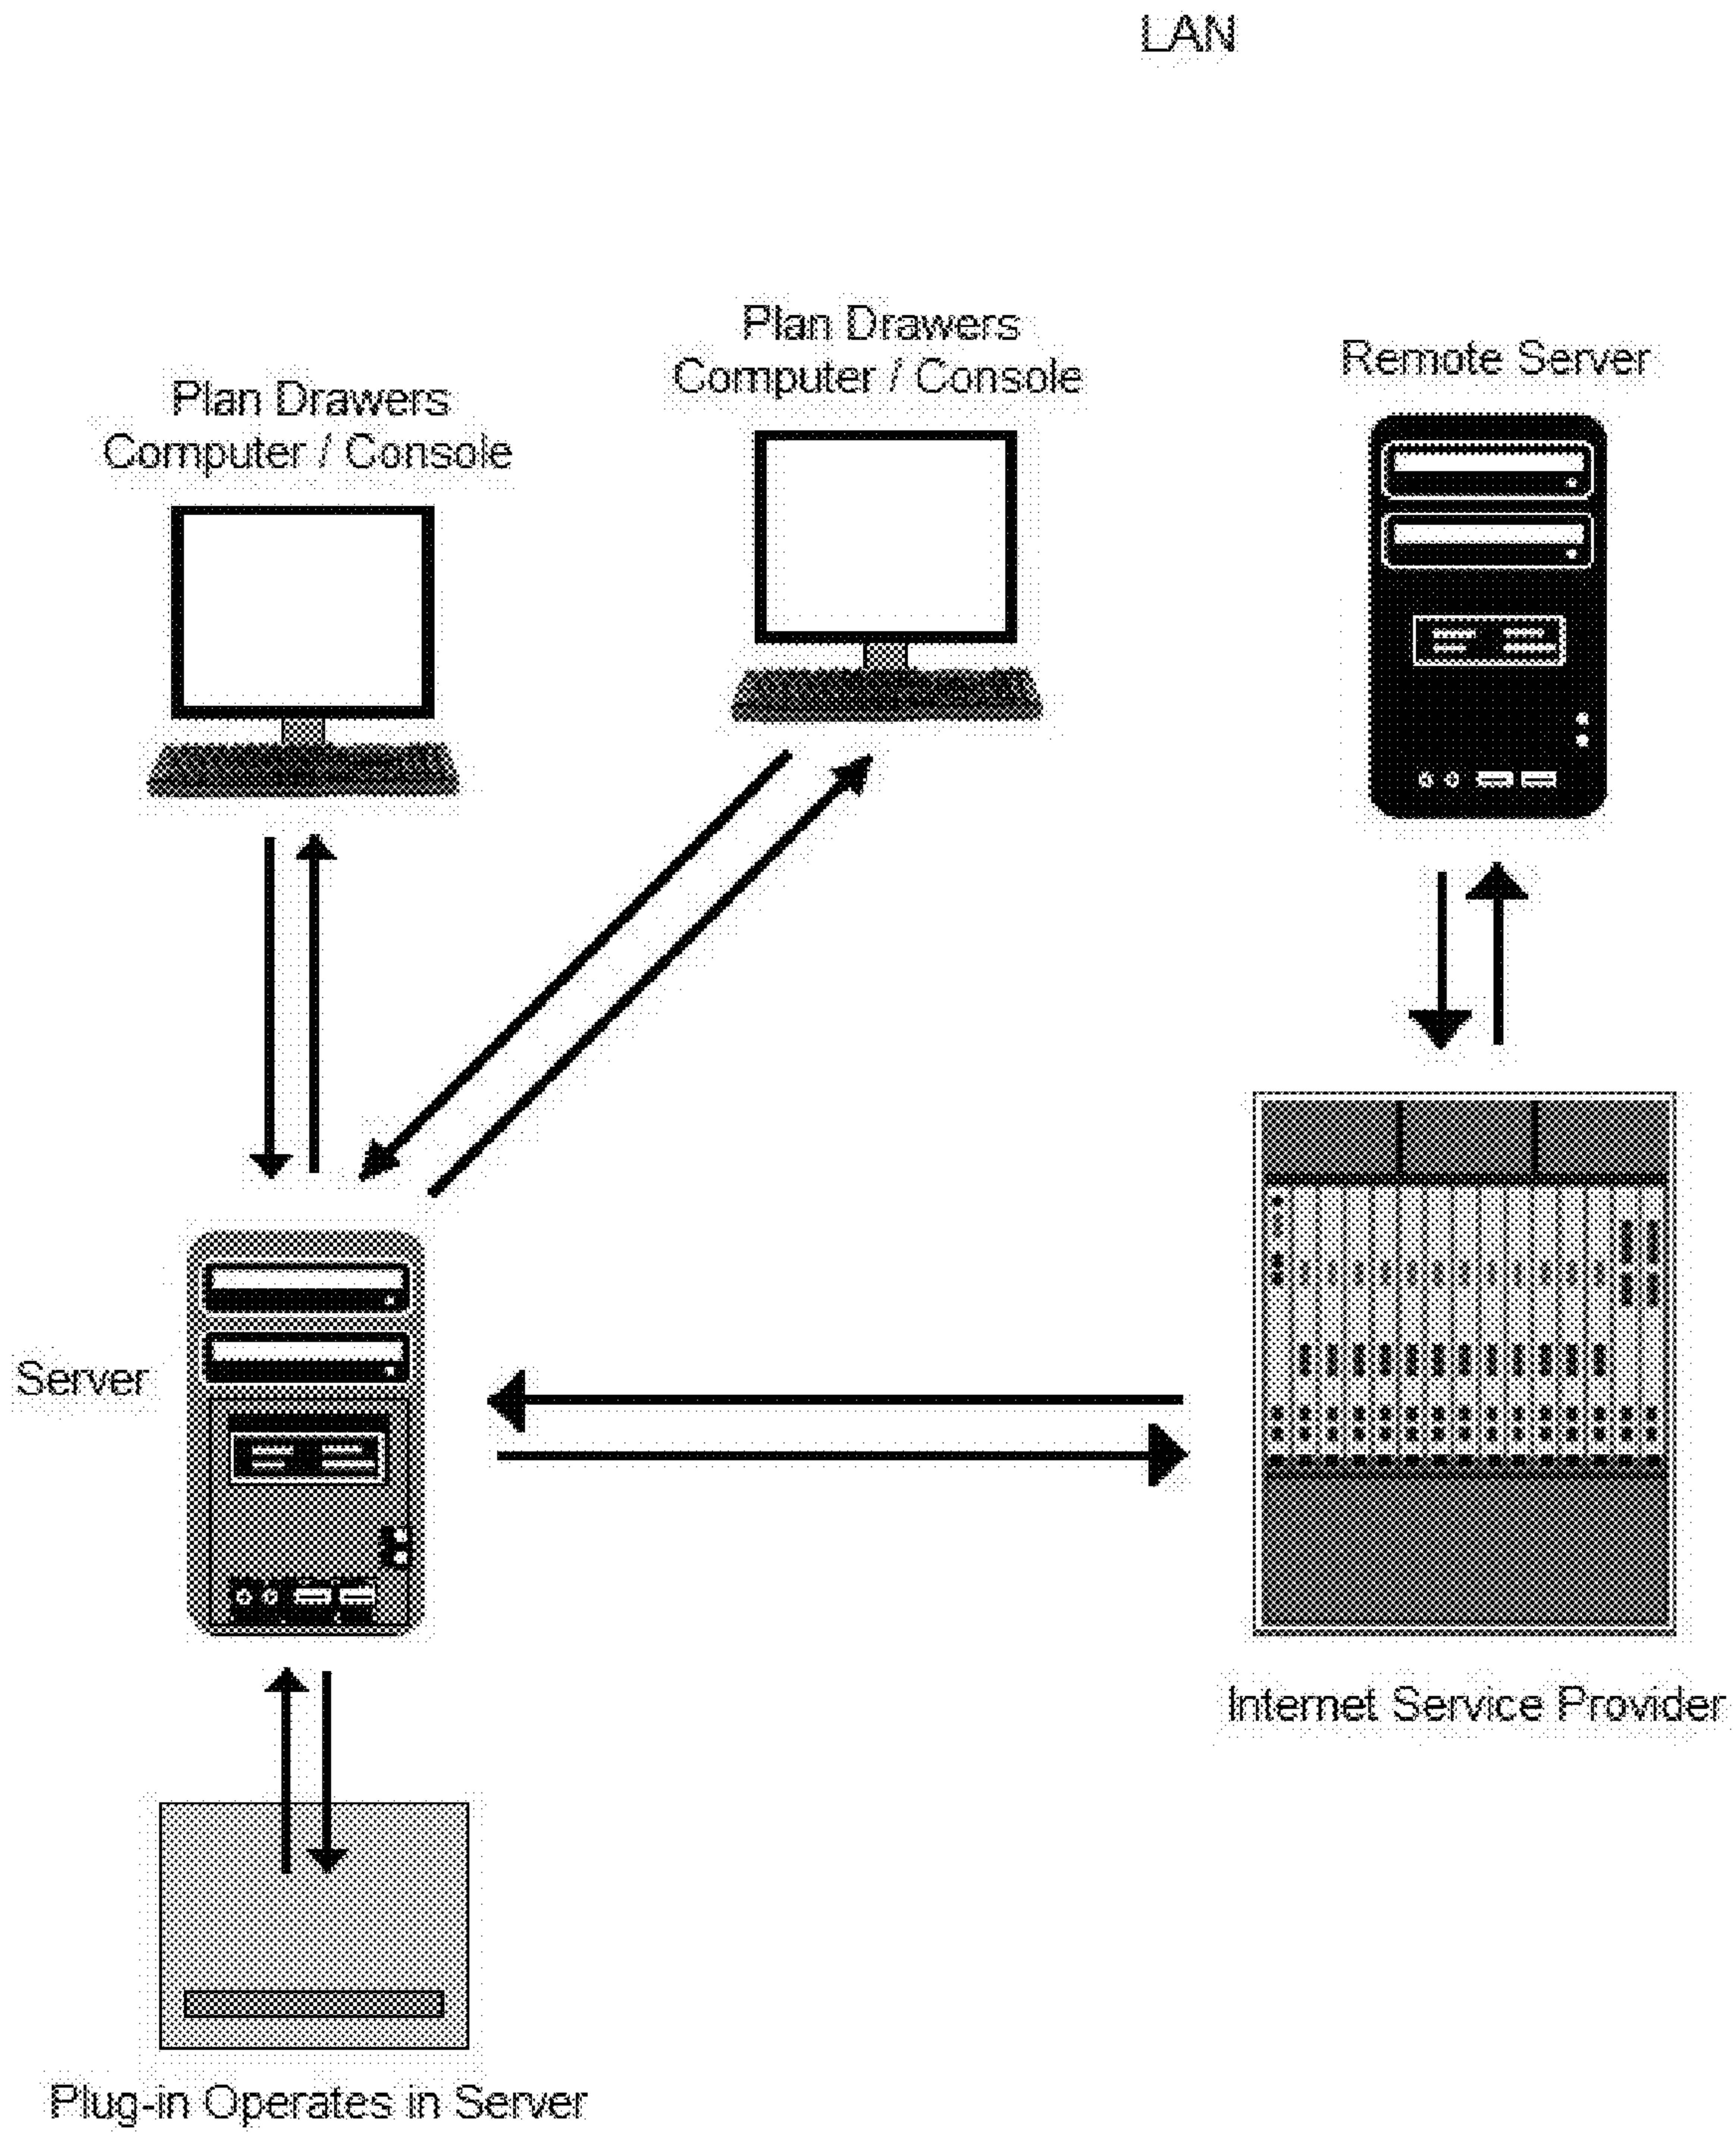 LAN
Plan Drawers
Computer / Console
Plan Drawers
Computer / Console
Remote Server
Server
Internet Service Provider
Plug-in Operates in Server